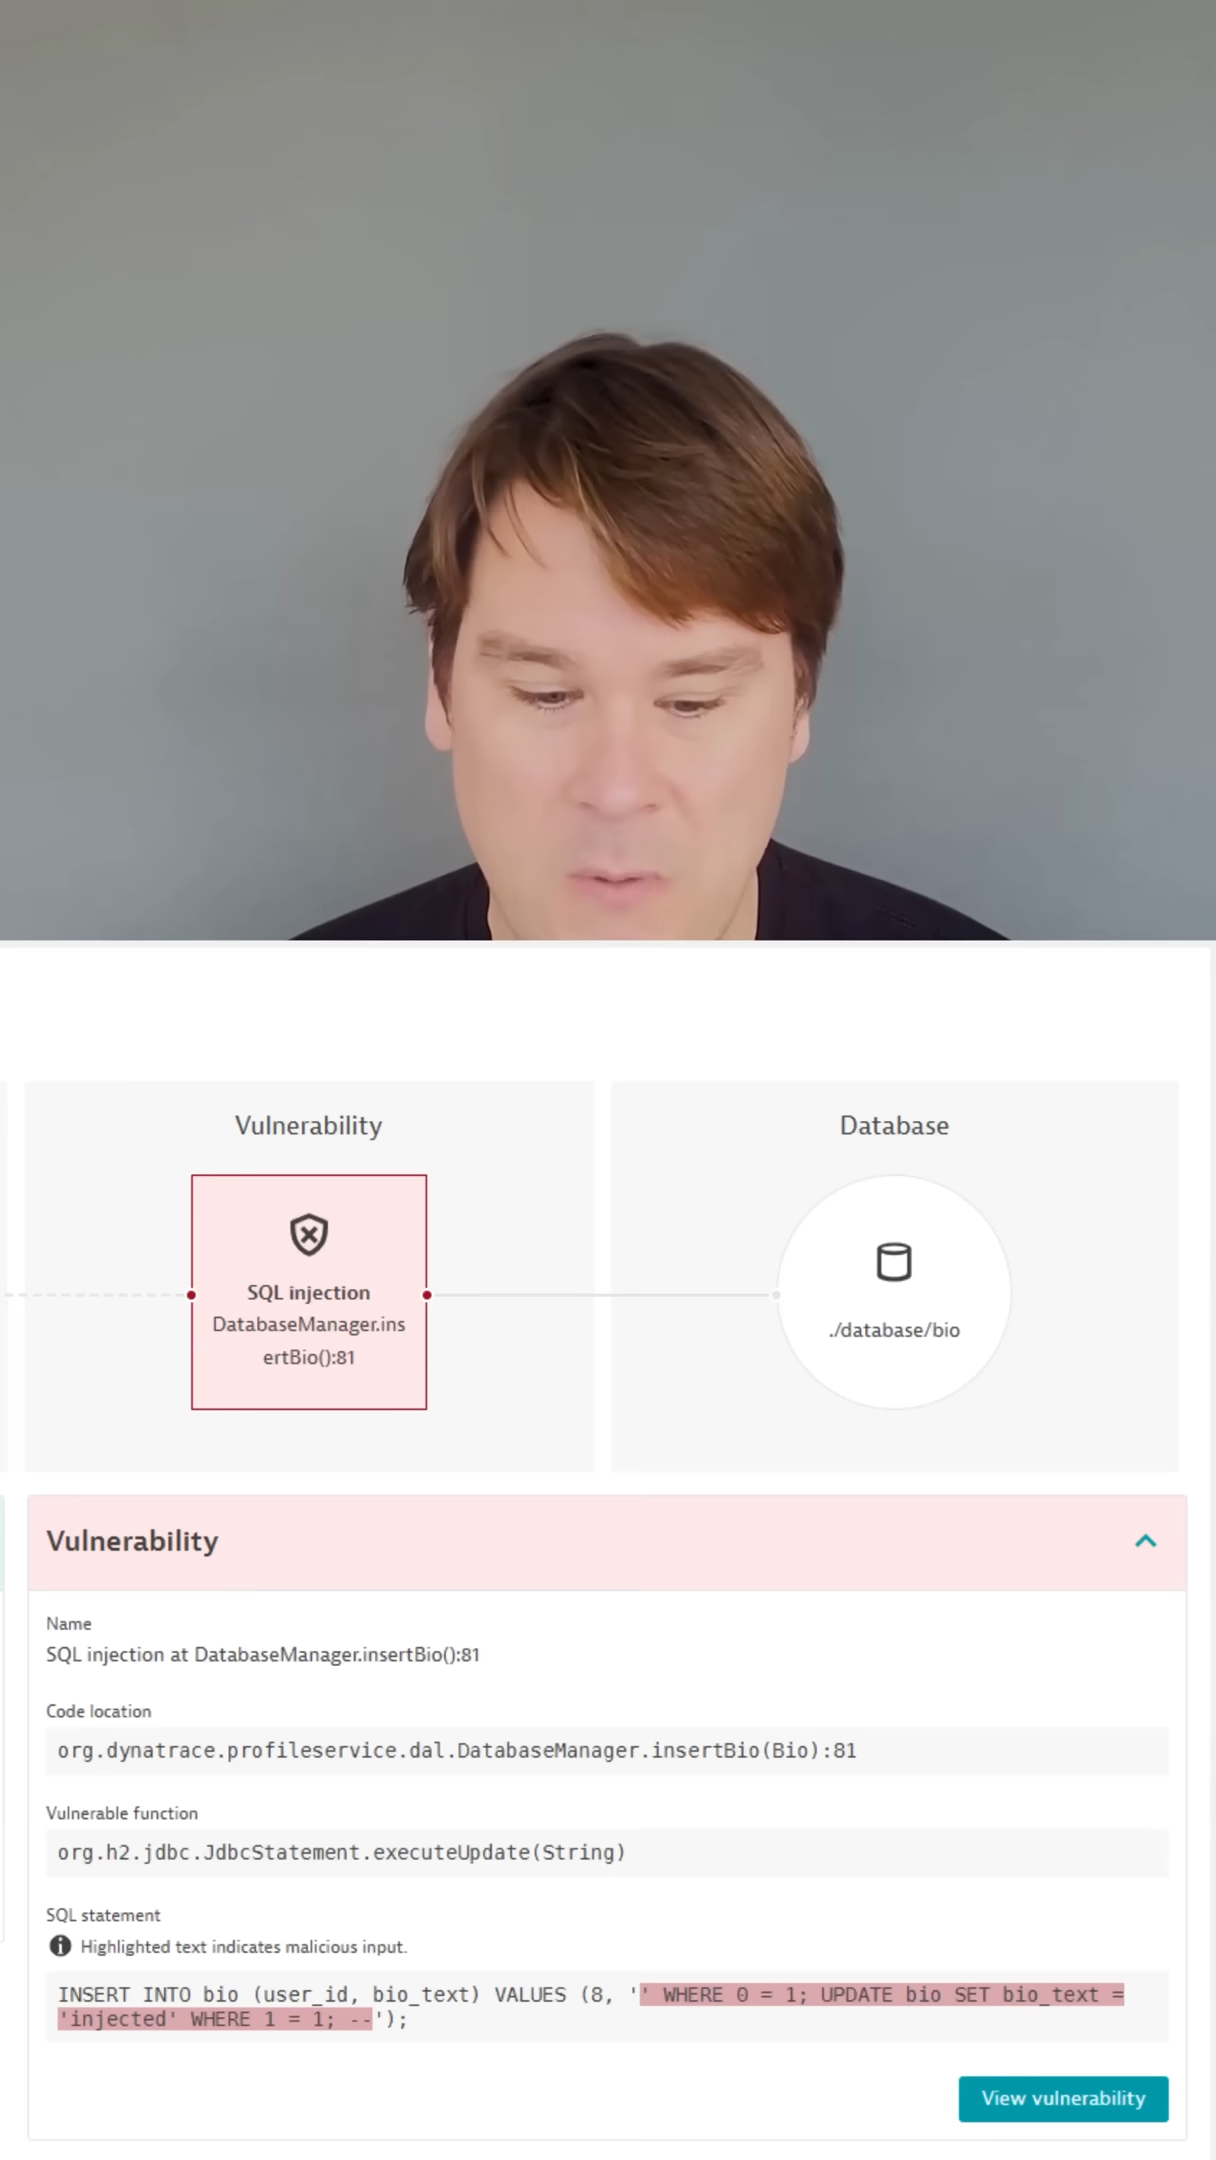 Vulnerability
SQL injection
DatabaseManager.ins
ertBio():81
Database
./database/bio
Vulnerability
Name
SQL injection at DatabaseManager.insertBio():81
Code location
org.dynatrace.profileservice.dal.DatabaseManager.insertBio(Bio):81
Vulnerable function
org.h2.jdbc.JdbcStatement.executeUpdate(String)
SQL statement
Highlighted text indicates malicious input.
INSERT INTO bio (user_id, bio_text) VALUES (8, '' WHERE 0 = 1; UPDATE bio SET bio_text =
'injected' WHERE 1 = 1; --');
View vulnerability